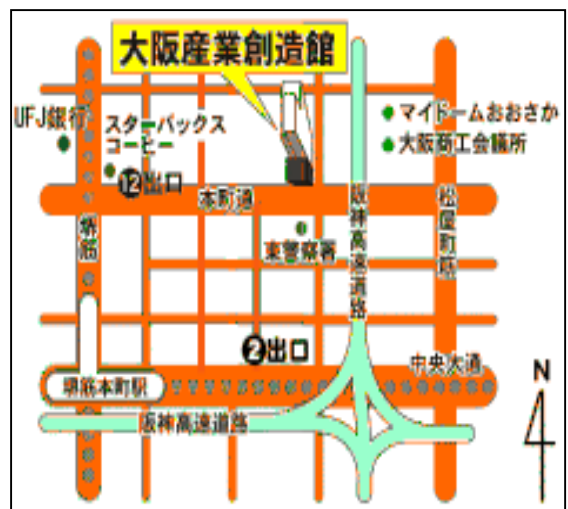 大阪産業創造館
UFJ銀行
スターバックス
コーヒー
マイドームおおさか
大阪商工会議所
⑫出口
本町通
堺筋
東警察署
阪神高速道路
松屋町筋
❷出口
中央大通
堺筋本町駅
阪神高速道路
N